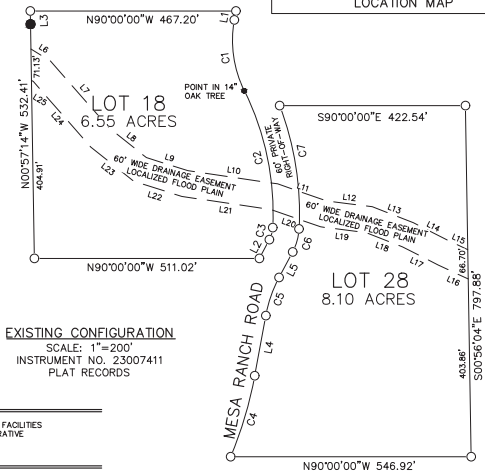 LOCATION MAP
N90°00'00"W 467.20'
L3
L1
L6
71.13'
L7
C1
POINT IN 14"
OAK TREE
L25
LOT 18
6.55 ACRES
S90°00'00"E 422.54'
N00°57'14"W 532.41'
L24
L8
60' PRIVATE
RIGHT-OF-WAY
C2
C7
L9
L10
60' WIDE DRAINAGE EASEMENT
LOCALIZED FLOOD PLAIN
L23
L22
L21
L11
L12
L13
L14
L15
404.91'
60' WIDE DRAINAGE EASEMENT
LOCALIZED FLOOD PLAIN
L20
L19
L18
L17
L16
66.70'
C3
C6
L2
L5
N90°00'00"W 511.02'
LOT 28
8.10 ACRES
S00°56'04"E 797.88'
C5
MESA RANCH ROAD
L4
EXISTING CONFIGURATION
SCALE: 1"=200'
INSTRUMENT NO. 23007411
PLAT RECORDS
403.86'
C4
FACILITIES
RATIVE
N90°00'00"W 546.92'